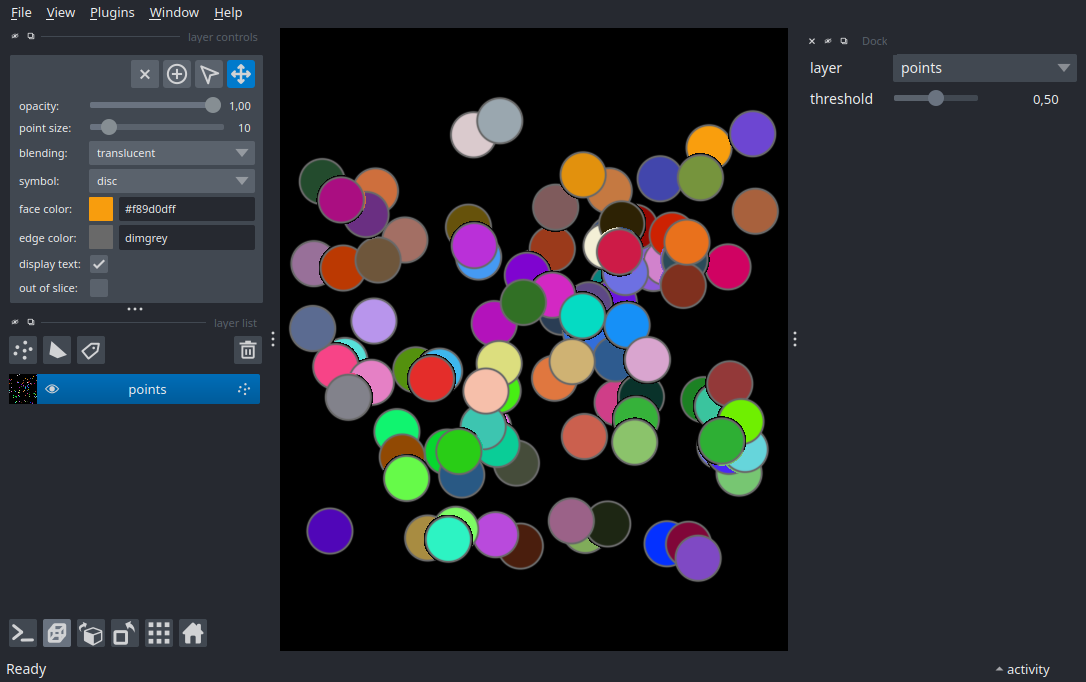 File View Plugins Window Help
layer controls
opacity: 1,00
point size: 10
blending: translucent
symbol: disc
face color: #f89d0dff
edge color: dimgrey
display text:
out of slice:
layer list
points
Dock
layer points
threshold 0,50
Ready
activity